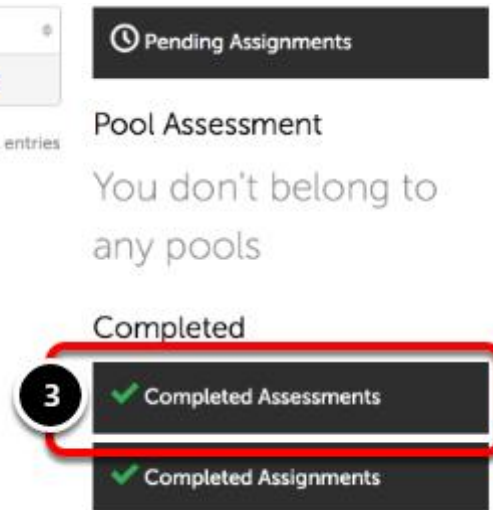 Pending Assignments
entries
Pool Assessment
You don't belong to
any pools
Completed
3
Completed Assessments
Completed Assignments